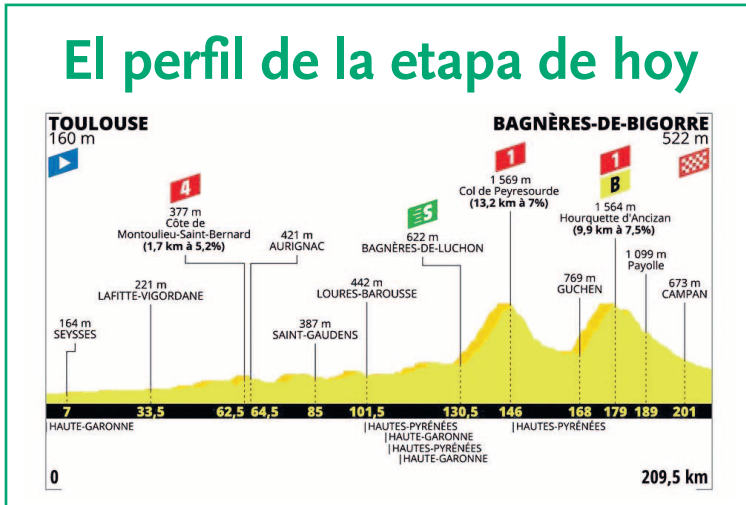 El perfil de la etapa de hoy
TOULOUSE
160 m
BAGNÈRES-DE-BIGORRE
522 m
4
377 m
Côte de
Montoulieu-Saint-Bernard
(1,7 km à 5,2%)
421 m
AURIGNAC
S
622 m
BAGNÈRES-DE-LUCHON
1
1 569 m
Col de Peyresourde
(13,2 km à 7%)
1
B
1 564 m
Hourquette d'Ancizan
(9,9 km à 7,5%)
1 099 m
Payolle
221 m
LAFITTE-VIGORDANE
442 m
LOURES-BAROUSSE
769 m
GUCHEN
673 m
CAMPAN
164 m
SEYSSES
387 m
SAINT-GAUDENS
7 33,5 62,5 64,5 85 101,5 130,5 146 168 179 189 201
|HAUTE-GARONNE |HAUTES-PYRÉNÉES |HAUTES-PYRÉNÉES
|HAUTE-GARONNE
|HAUTES-PYRÉNÉES
|HAUTE-GARONNE
0 209,5 km